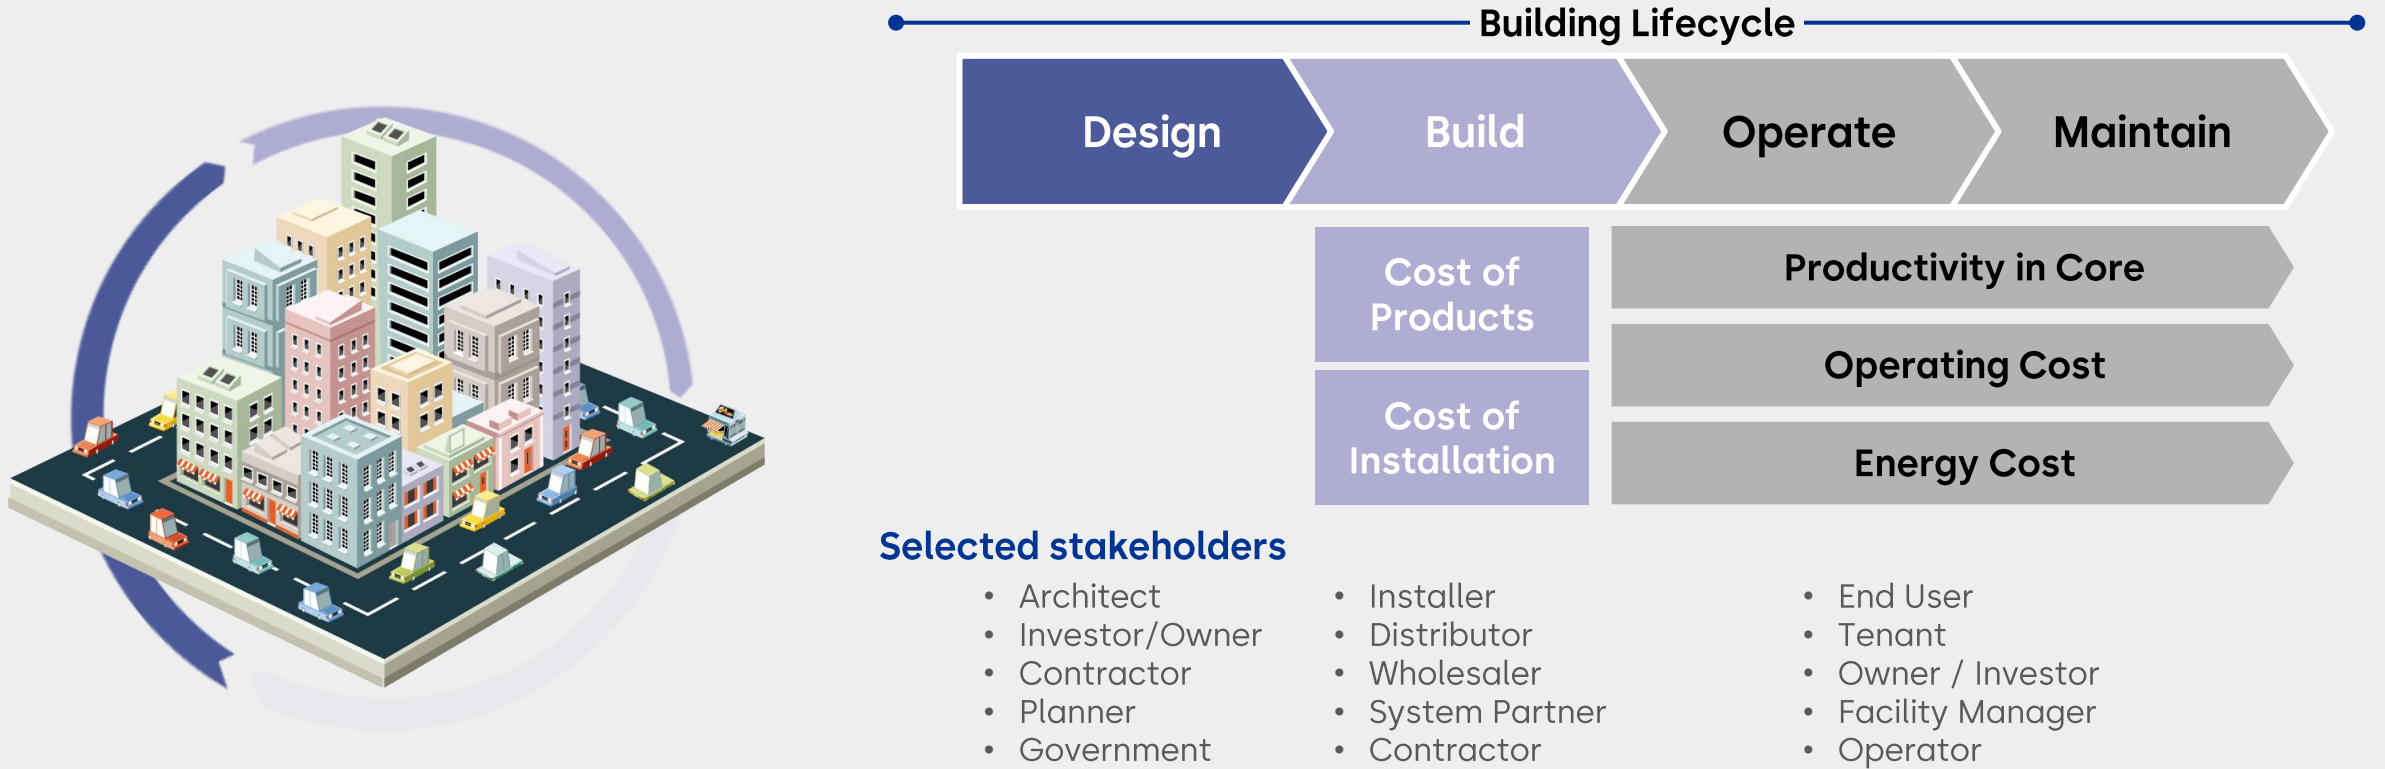 Building Lifecycle
Design
Build
Operate
Maintain
Cost of
Products
Cost of
Installation
Productivity in Core
Operating Cost
Energy Cost
Selected stakeholders
• Architect
• Investor/Owner
• Contractor
• Planner
• Government
• Installer
• Distributor
• Wholesaler
• System Partner
• Contractor
• End User
• Tenant
• Owner / Investor
• Facility Manager
• Operator